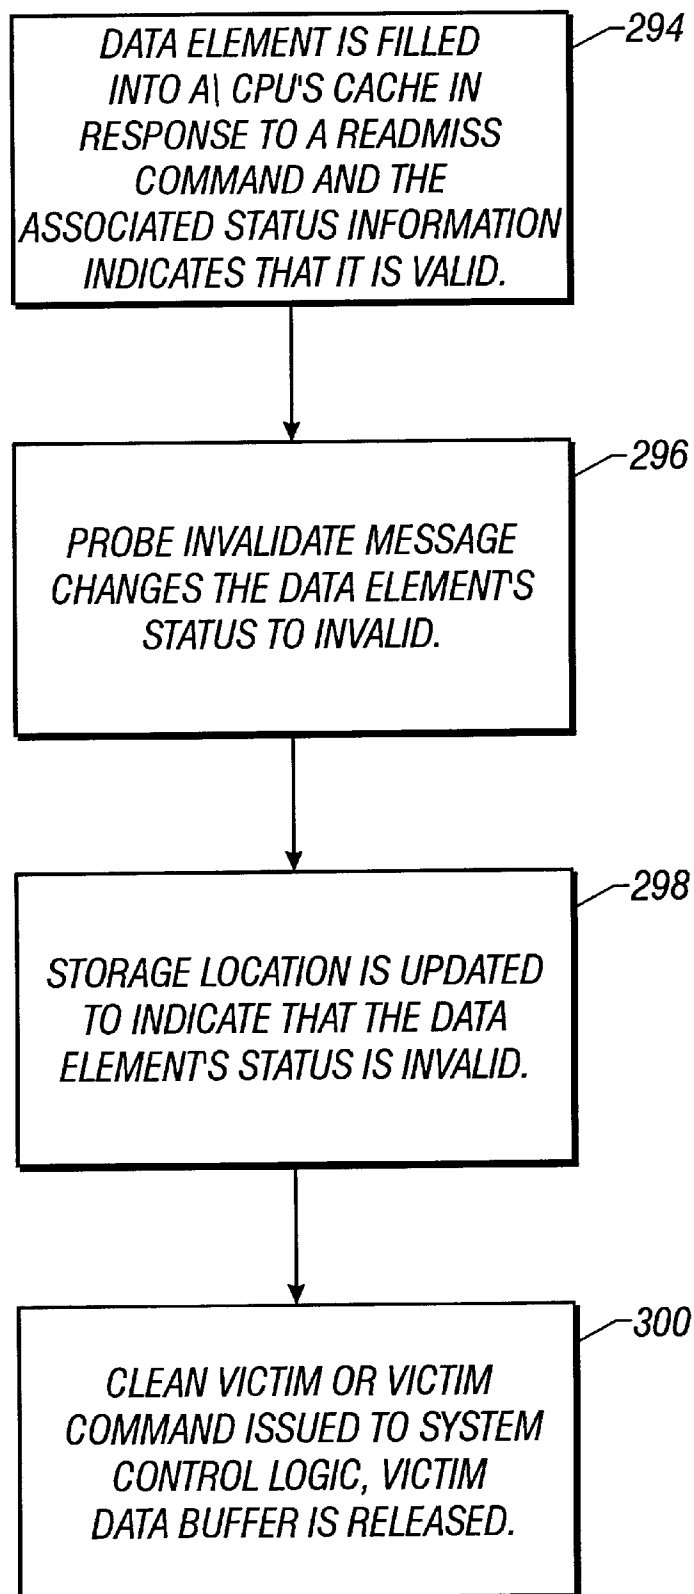 DATA ELEMENT IS FILLED
INTO A\ CPU'S CACHE IN
RESPONSE TO A READMISS
COMMAND AND THE
ASSOCIATED STATUS INFORMATION
INDICATES THAT IT IS VALID.
294
PROBE INVALIDATE MESSAGE
CHANGES THE DATA ELEMENT'S
STATUS TO INVALID.
296
STORAGE LOCATION IS UPDATED
TO INDICATE THAT THE DATA
ELEMENT'S STATUS IS INVALID.
298
CLEAN VICTIM OR VICTIM
COMMAND ISSUED TO SYSTEM
CONTROL LOGIC, VICTIM
DATA BUFFER IS RELEASED.
300